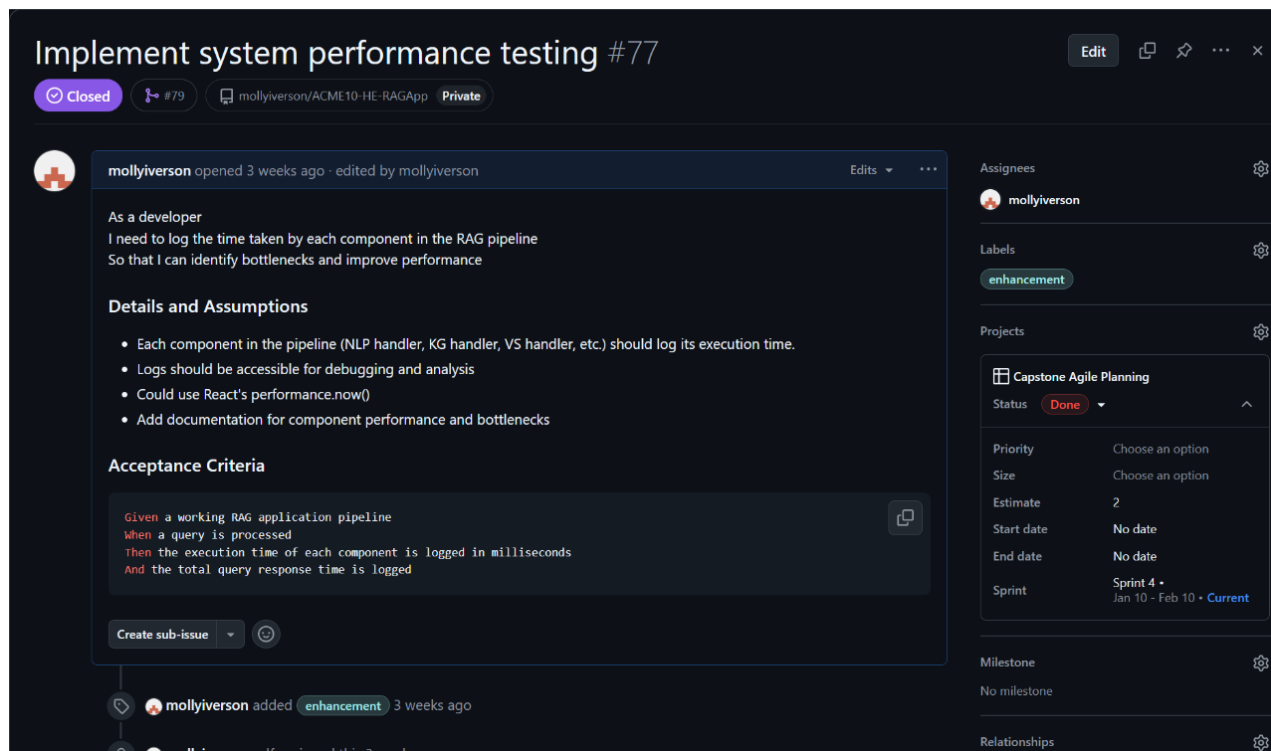 Implement system performance testing #77
Edit
Closed
#79
mollyiverson/ACME10-HE-RAGApp Private
mollyiverson opened 3 weeks ago · edited by mollyiverson
Edits
As a developer
I need to log the time taken by each component in the RAG pipeline
So that I can identify bottlenecks and improve performance
Details and Assumptions
• Each component in the pipeline (NLP handler, KG handler, VS handler, etc.) should log its execution time.
• Logs should be accessible for debugging and analysis
• Could use React's performance.now()
• Add documentation for component performance and bottlenecks
Acceptance Criteria
Given a working RAG application pipeline
When a query is processed
Then the execution time of each component is logged in milliseconds
And the total query response time is logged
Create sub-issue
mollyiverson added enhancement 3 weeks ago
Assignees
mollyiverson
Labels
enhancement
Projects
Capstone Agile Planning
Status Done
Priority Choose an option
Size Choose an option
Estimate 2
Start date No date
End date No date
Sprint Sprint 4 •
Jan 10 - Feb 10 • Current
Milestone
No milestone
Relationships